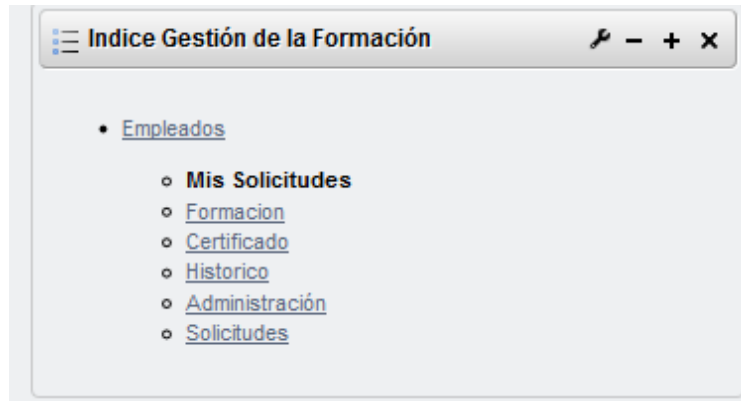 Indice Gestión de la Formación
Empleados
Mis Solicitudes
Formacion
Certificado
Historico
Administración
Solicitudes